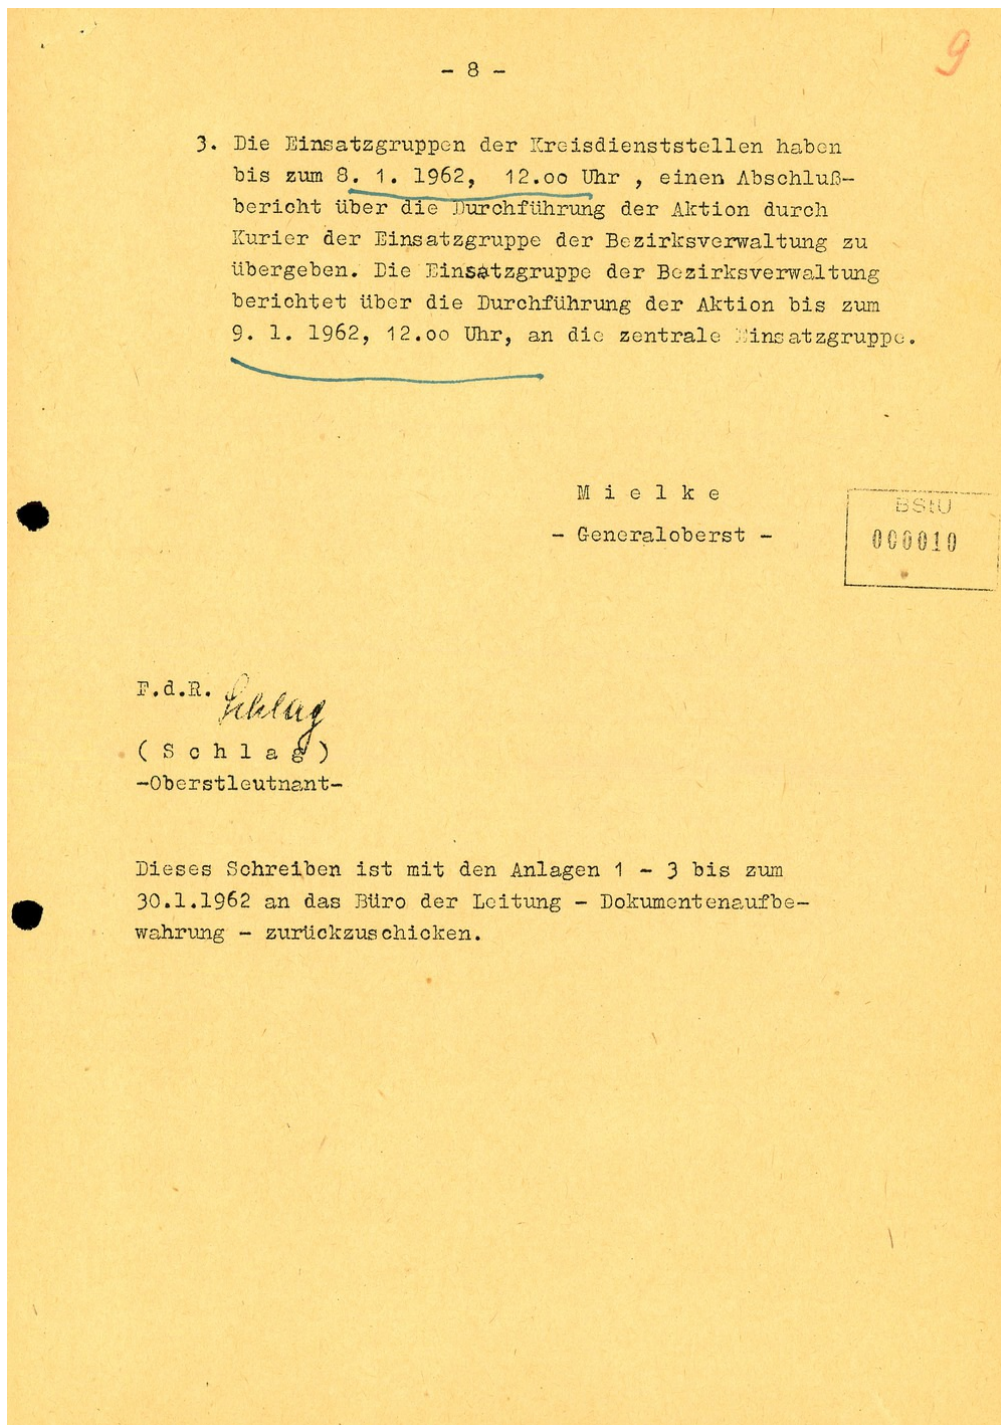 - 8 -
9
3. Die Einsatzgruppen der Kreisdienststellen haben
bis zum 8. 1. 1962, 12.oo Uhr , einen Abschluß-
bericht über die Durchführung der Aktion durch
Kurier der Einsatzgruppe der Bezirksverwaltung zu
übergeben. Die Einsatzgruppe der Bezirksverwaltung
berichtet über die Durchführung der Aktion bis zum
9. 1. 1962, 12.oo Uhr, an die zentrale Einsatzgruppe.
M i e l k e
- Generaloberst -
BStU
000010
F.d.R. Schlag
( S c h l a g )
-Oberstleutnant-
Dieses Schreiben ist mit den Anlagen 1 - 3 bis zum
30.1.1962 an das Büro der Leitung - Dokumentenaufbe-
wahrung - zurückzuschicken.